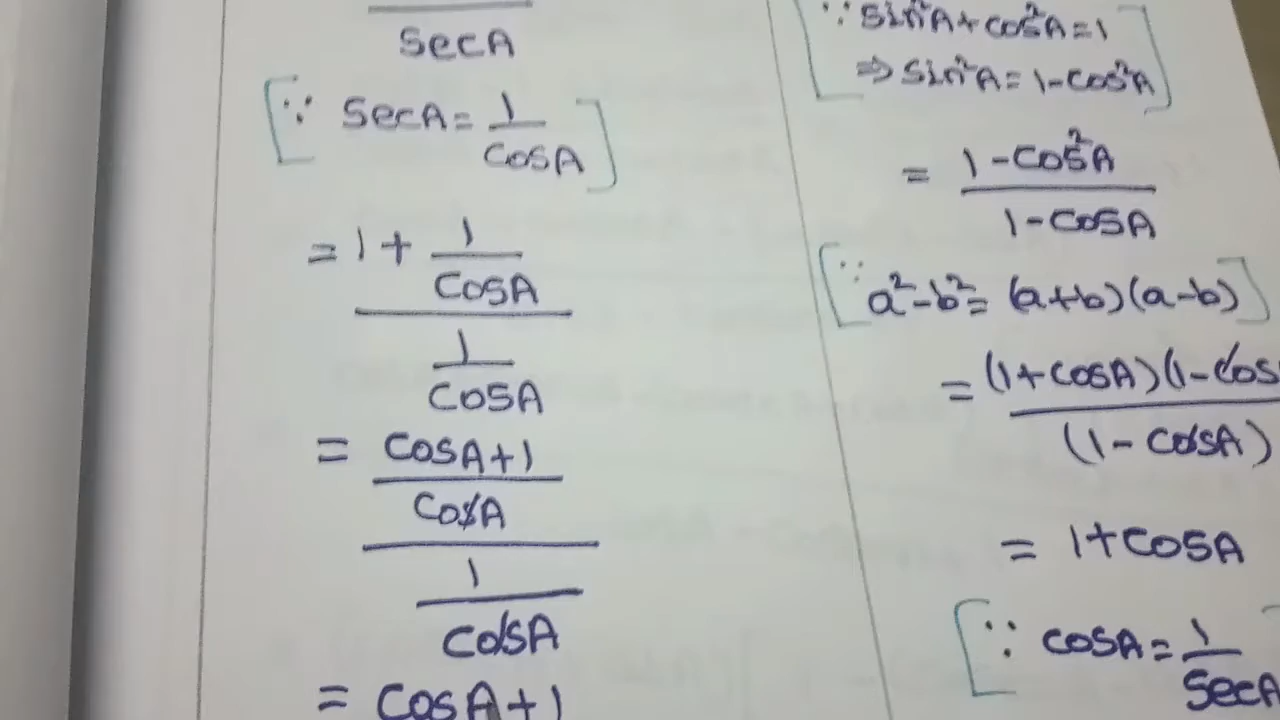 SecA
[∵ SecA = 1/CosA]
= 1 + 1/CosA
1/CosA
= CosA+1
CosA
1
CosA
= CosA+1
∵ Sin²A + Cos²A = 1
⇒ Sin²A = 1-Cos²A]
= 1-Cos²A
1-CosA
[∵ a²-b² = (a+b)(a-b)]
= (1+CosA)(1-Cos
(1-CosA)
= 1+CosA
[∵ CosA = 1/SecA